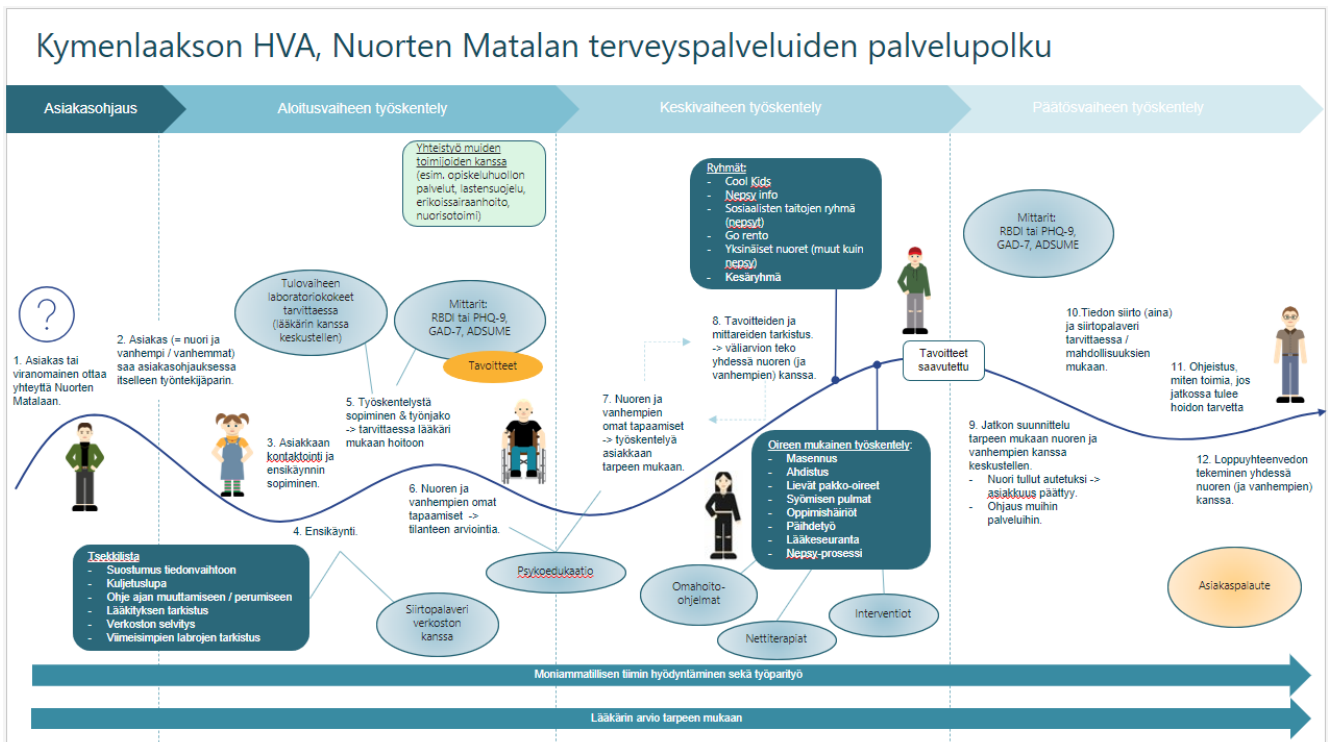 Kymenlaakson HVA, Nuorten Matalan terveyspalveluiden palvelupolku
Asiakasohjaus
Aloitusvaiheen työskentely
Keskivaiheen työskentely
Päätösvaiheen työskentely
?
1. Asiakas tai
viranomainen ottaa
yhteyttä Nuorten
Matalaan.
2. Asiakas (= nuori ja
vanhempi / vanhemmat)
saa asiakasohjauksessa
itselleen työntekijäparin.
3. Asiakkaan
kontaktointi ja
ensikäynnin
sopiminen.
4. Ensikäynti.
Tsekkilista
- Suostumus tiedonvaihtoon
- Kuljetuslupa
- Ohje ajan muuttamiseen / perumiseen
- Lääkityksen tarkistus
- Verkoston selvitys
- Viimeisimpien labrojen tarkistus
Siirtopalaveri
verkoston
kanssa
Yhteistyö muiden
toimijoiden kanssa
(esim. opiskeluhuollon
palvelut, lastensuojelu,
erikoissairaanhoito,
nuorisotoimi)
Tulovaiheen
laboratoriokokeet
tarvittaessa
(lääkärin kanssa
keskustellen)
Mittarit:
RBDI tai PHQ-9,
GAD-7, ADSUME
Tavoitteet
5. Työskentelystä
sopiminen & työnjako
-> tarvittaessa lääkäri
mukaan hoitoon
6. Nuoren ja
vanhempien omat
tapaamiset ->
tilanteen arviointia.
Psykoedukaatio
7. Nuoren ja
vanhempien
omat tapaamiset
-> työskentelyä
asiakkaan
tarpeen mukaan.
Ryhmät:
- Cool Kids
- Nepsy info
- Sosiaalisten taitojen ryhmä
(nepsyt)
- Go rento
- Yksinäiset nuoret (muut kuin
nepsy)
- Kesäryhmä
8. Tavoitteiden ja
mittareiden tarkistus.
-> väliarvion teko
yhdessä nuoren (ja
vanhempien) kanssa.
Oireen mukainen työskentely:
- Masennus
- Ahdistus
- Lievät pakko-oireet
- Syömisen pulmat
- Oppimishäiriöt
- Päihdetyö
- Lääkeseuranta
- Nepsy-prosessi
Omahoito-
ohjelmat
Nettiterapiat
Interventiot
Tavoitteet
saavutettu
Mittarit:
RBDI tai PHQ-9,
GAD-7, ADSUME
9. Jatkon suunnittelu
tarpeen mukaan nuoren ja
vanhempien kanssa
keskustellen.
- Nuori tullut autetuksi ->
asiakkuus päättyy.
- Ohjaus muihin
palveluihin.
10.Tiedon siirto (aina)
ja siirtopalaveri
tarvittaessa /
mahdollisuuksien
mukaan.
11. Ohjeistus,
miten toimia, jos
jatkossa tulee
hoidon tarvetta
12. Loppuyhteenvedon
tekeminen yhdessä
nuoren (ja vanhempien)
kanssa.
Asiakaspalaute
Moniammatillisen tiimin hyödyntäminen sekä työparityö
Lääkärin arvio tarpeen mukaan